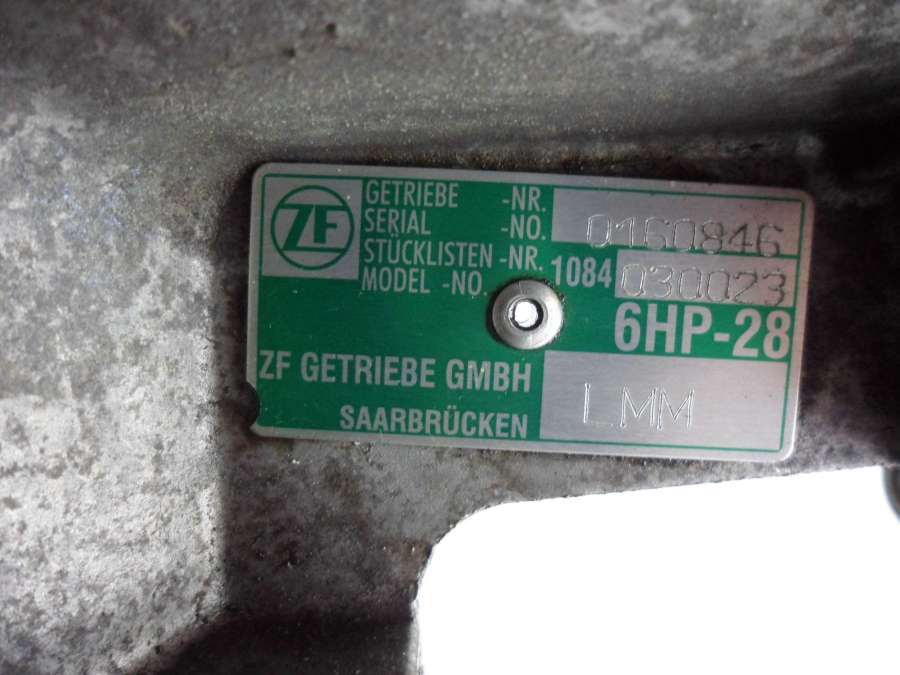 ZF
GETRIEBE -NR.
SERIAL -NO. 0160846
STÜCKLISTEN -NR.
MODEL -NO. 1084 030023
6HP-28
ZF GETRIEBE GMBH
SAARBRÜCKEN
LMM